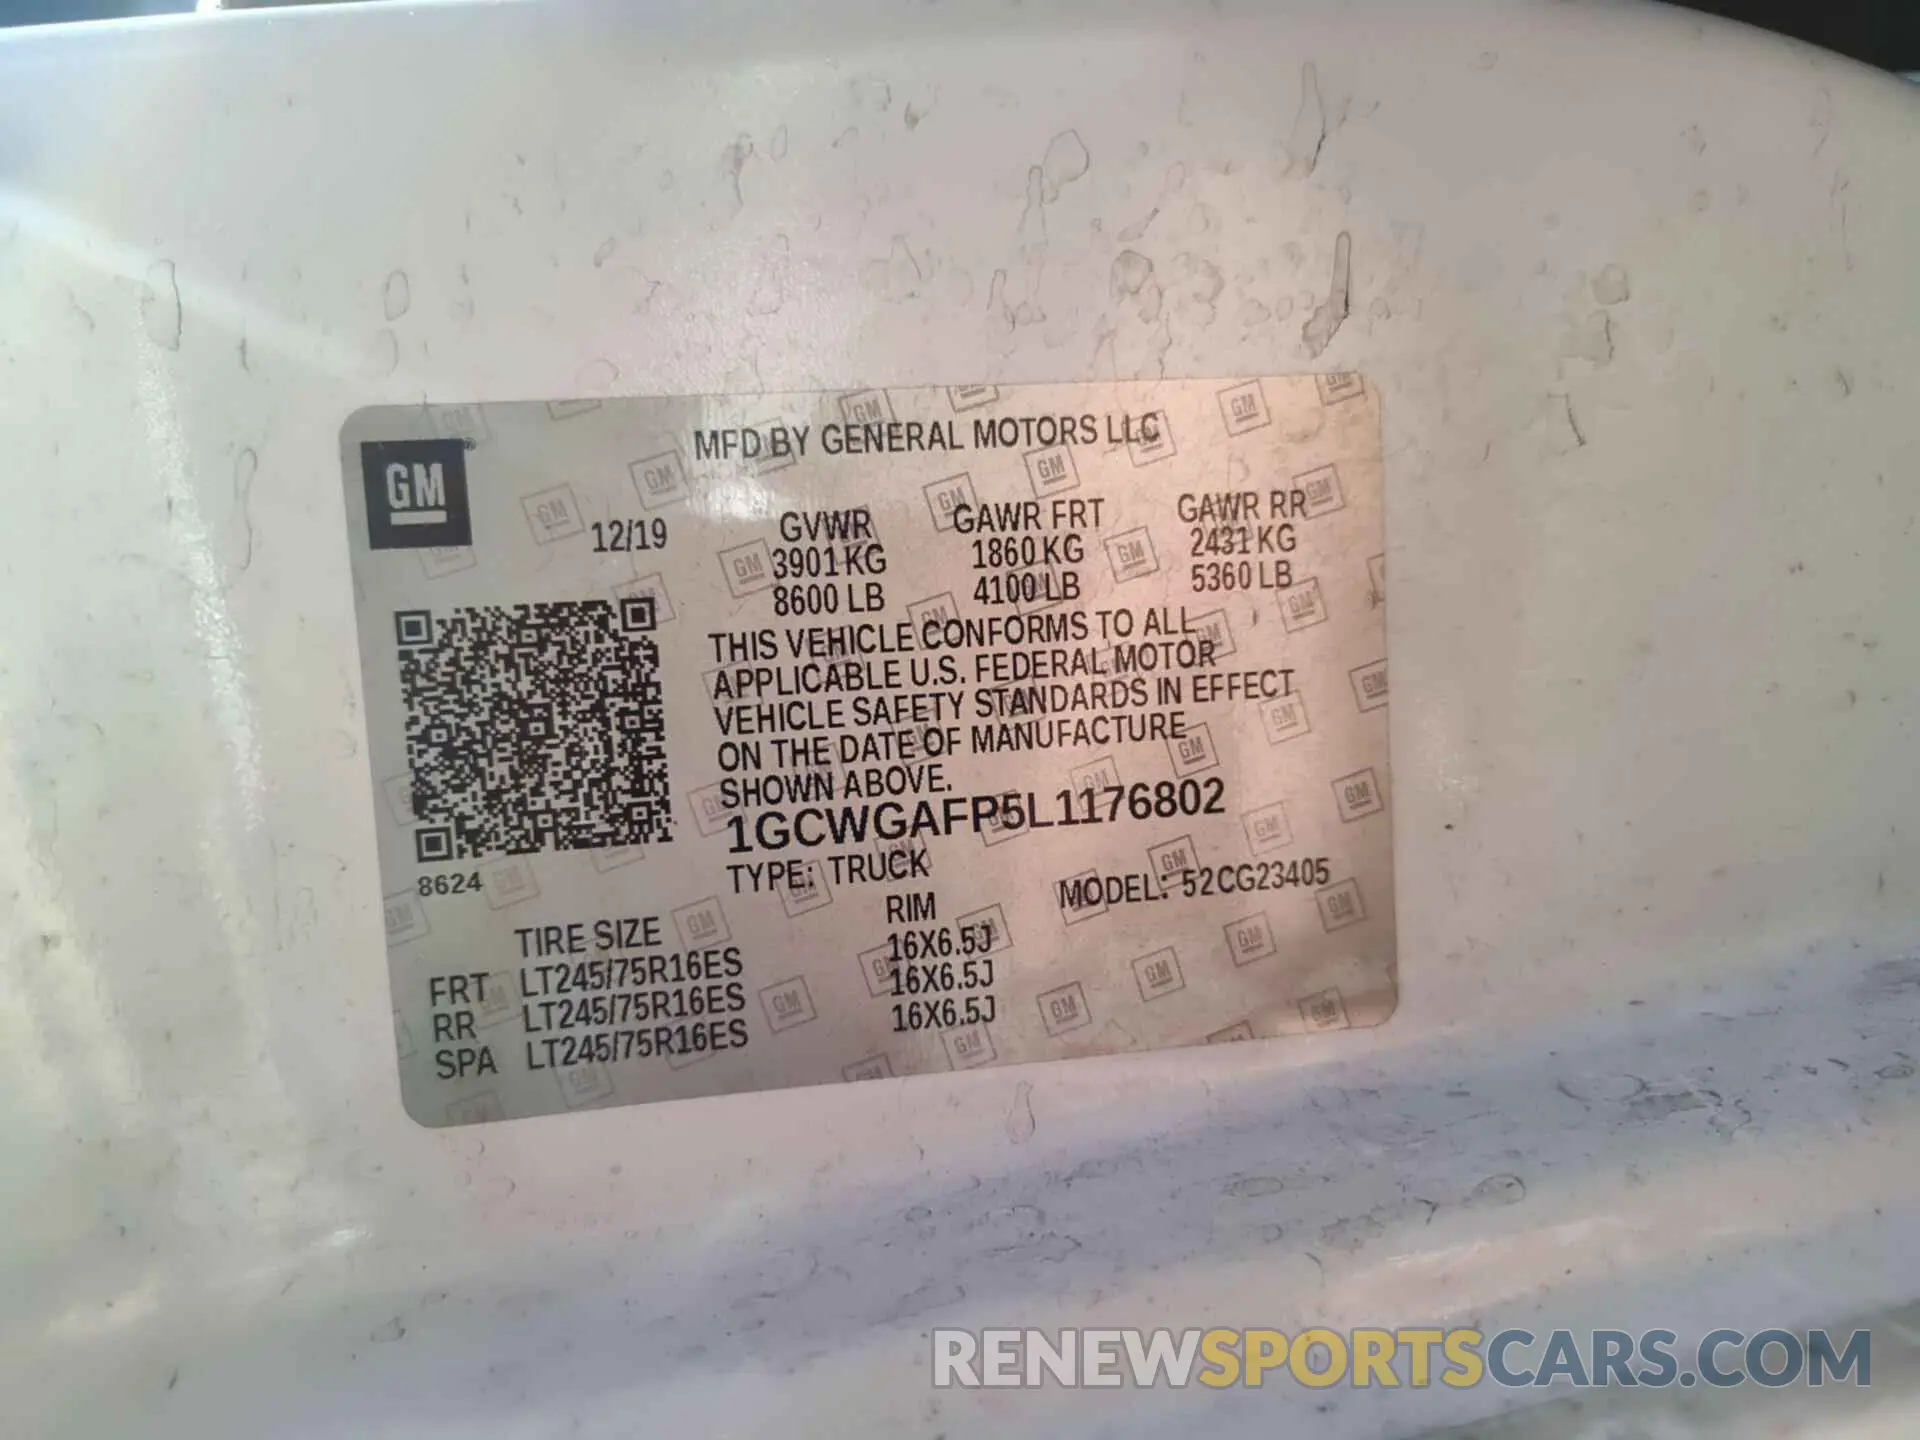 MFD BY GENERAL MOTORS LLC
GM®
12/19
GVWR GAWR FRT GAWR RR
3901 KG 1860 KG 2431 KG
8600 LB 4100 LB 5360 LB
THIS VEHICLE CONFORMS TO ALL
APPLICABLE U.S. FEDERAL MOTOR
VEHICLE SAFETY STANDARDS IN EFFECT
ON THE DATE OF MANUFACTURE
SHOWN ABOVE.
1GCWGAFP5L1176802
TYPE: TRUCK MODEL: 52CG23405
8624
TIRE SIZE RIM
FRT LT245/75R16ES 16X6.5J
RR LT245/75R16ES 16X6.5J
SPA LT245/75R16ES 16X6.5J
RENEWSPORTSCARS.COM